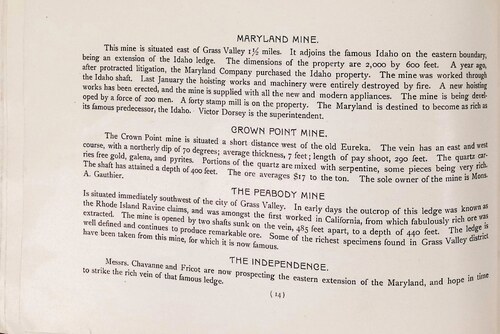 MARYLAND MINE.
This mine is situated east of Grass Valley 1½ miles. It adjoins the famous Idaho on the eastern boundary,
being an extension of the Idaho ledge. The dimensions of the property are 2,000 by 600 feet. A year ago,
after protracted litigation, the Maryland Company purchased the Idaho property. The mine was worked through
the Idaho shaft. Last January the hoisting works and machinery were entirely destroyed by fire. A new hoisting
works has been erected, and the mine is supplied with all the new and modern appliances. The mine is being devel-
oped by a force of 200 men. A forty stamp mill is on the property. The Maryland is destined to become as rich as
its famous predecessor, the Idaho. Victor Dorsey is the superintendent.
CROWN POINT MINE.
The Crown Point mine is situated a short distance west of the old Eureka. The vein has an east and west
course, with a northerly dip of 70 degrees; average thickness, 7 feet; length of pay shoot, 290 feet. The quartz car-
ries free gold, galena, and pyrites. Portions of the quartz are mixed with serpentine, some pieces being very rich.
The shaft has attained a depth of 400 feet. The ore averages $17 to the ton. The sole owner of the mine is Mons.
A. Gauthier.
THE PEABODY MINE
Is situated immediately southwest of the city of Grass Valley. In early days the outcrop of this ledge was known as
the Rhode Island Ravine claims, and was amongst the first worked in California, from which fabulously rich ore was
extracted. The mine is opened by two shafts sunk on the vein, 485 feet apart, to a depth of 440 feet. The ledge is
well defined and continues to produce remarkable ore. Some of the richest specimens found in Grass Valley district
have been taken from this mine, for which it is now famous.
THE INDEPENDENCE.
Messrs. Chavanne and Fricot are now prospecting the eastern extension of the Maryland, and hope in time
to strike the rich vein of that famous ledge.
(14)